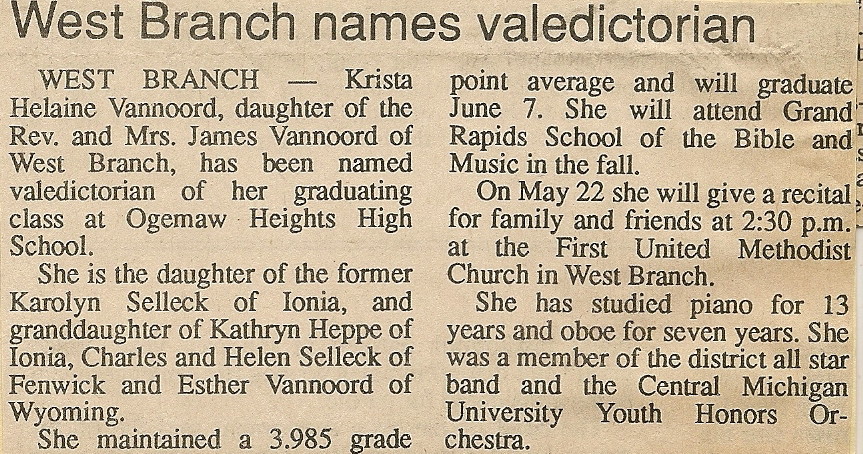 West Branch names valedictorian
WEST BRANCH — Krista
Helaine Vannoord, daughter of the
Rev. and Mrs. James Vannoord of
West Branch, has been named
valedictorian of her graduating
class at Ogemaw Heights High
School.
She is the daughter of the former
Karolyn Selleck of Ionia, and
granddaughter of Kathryn Heppe of
Ionia, Charles and Helen Selleck of
Fenwick and Esther Vannoord of
Wyoming.
She maintained a 3.985 grade
point average and will graduate
June 7. She will attend Grand
Rapids School of the Bible and
Music in the fall.
On May 22 she will give a recital
for family and friends at 2:30 p.m.
at the First United Methodist
Church in West Branch.
She has studied piano for 13
years and oboe for seven years. She
was a member of the district all star
band and the Central Michigan
University Youth Honors Or-
chestra.